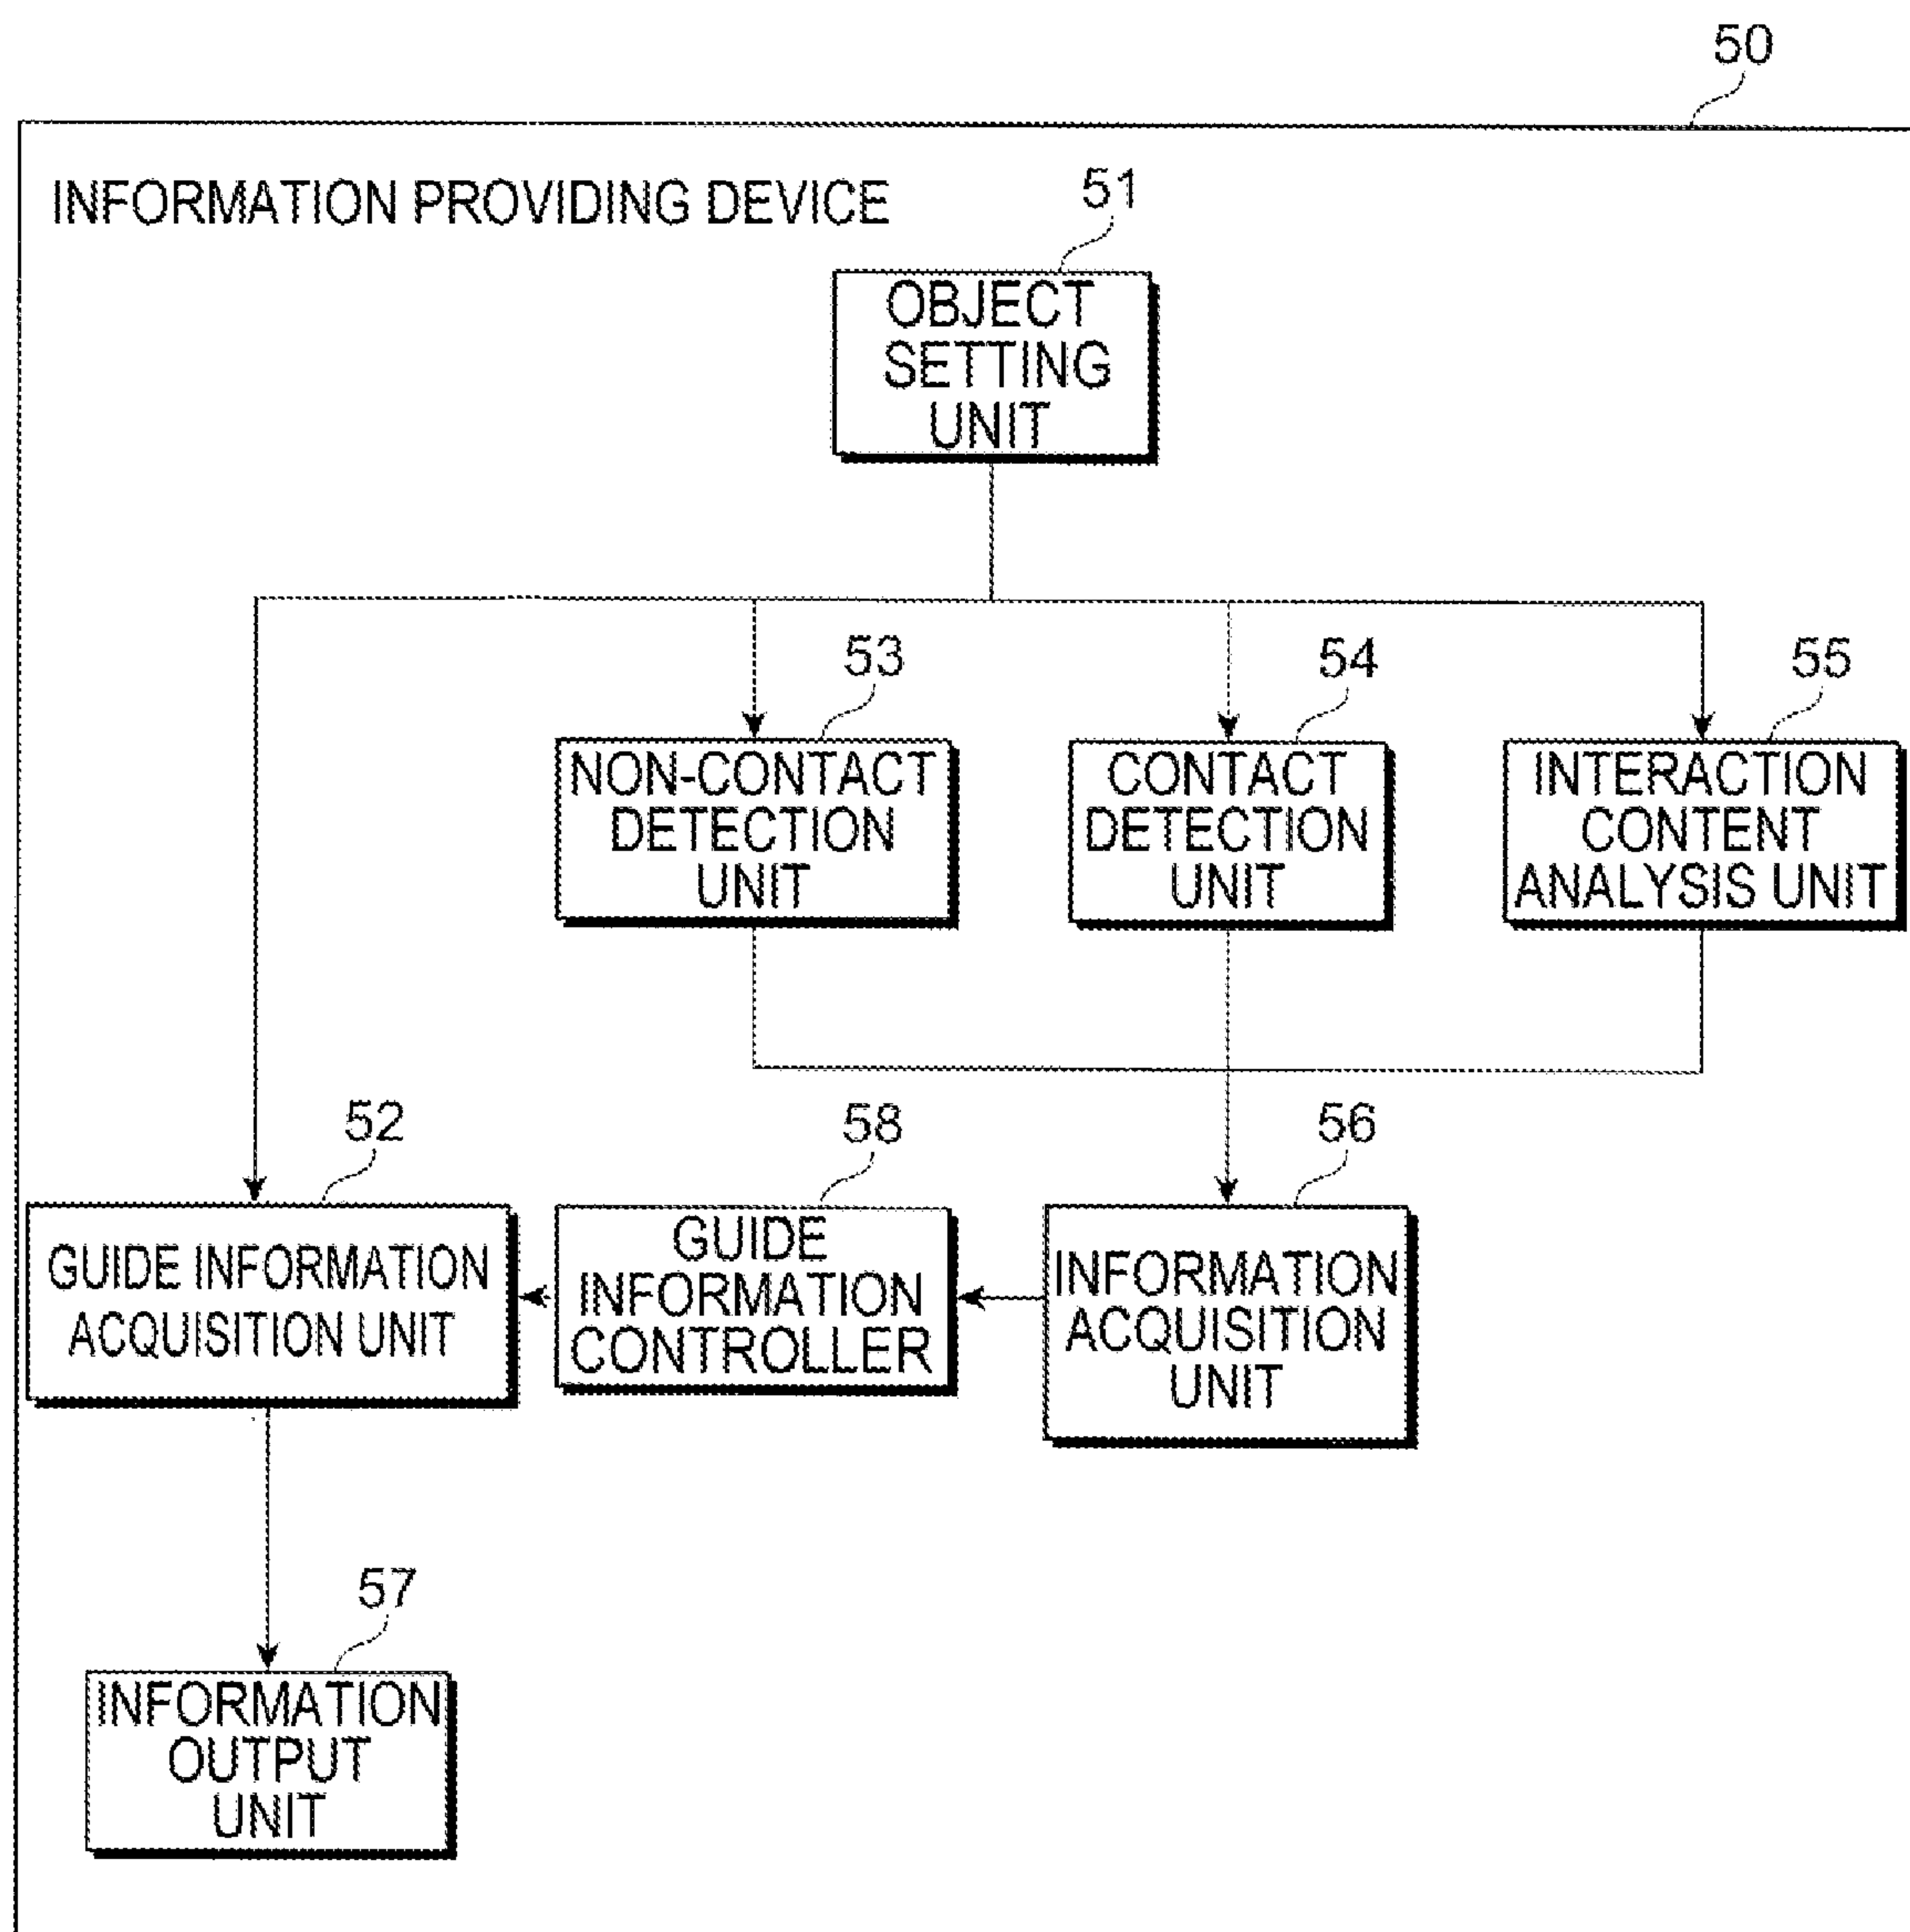 50
INFORMATION PROVIDING DEVICE
51
OBJECT
SETTING
UNIT
53
NON-CONTACT
DETECTION
UNIT
54
CONTACT
DETECTION
UNIT
55
INTERACTION
CONTENT
ANALYSIS UNIT
52
GUIDE INFORMATION
ACQUISITION UNIT
58
GUIDE
INFORMATION
CONTROLLER
56
INFORMATION
ACQUISITION
UNIT
57
INFORMATION
OUTPUT
UNIT